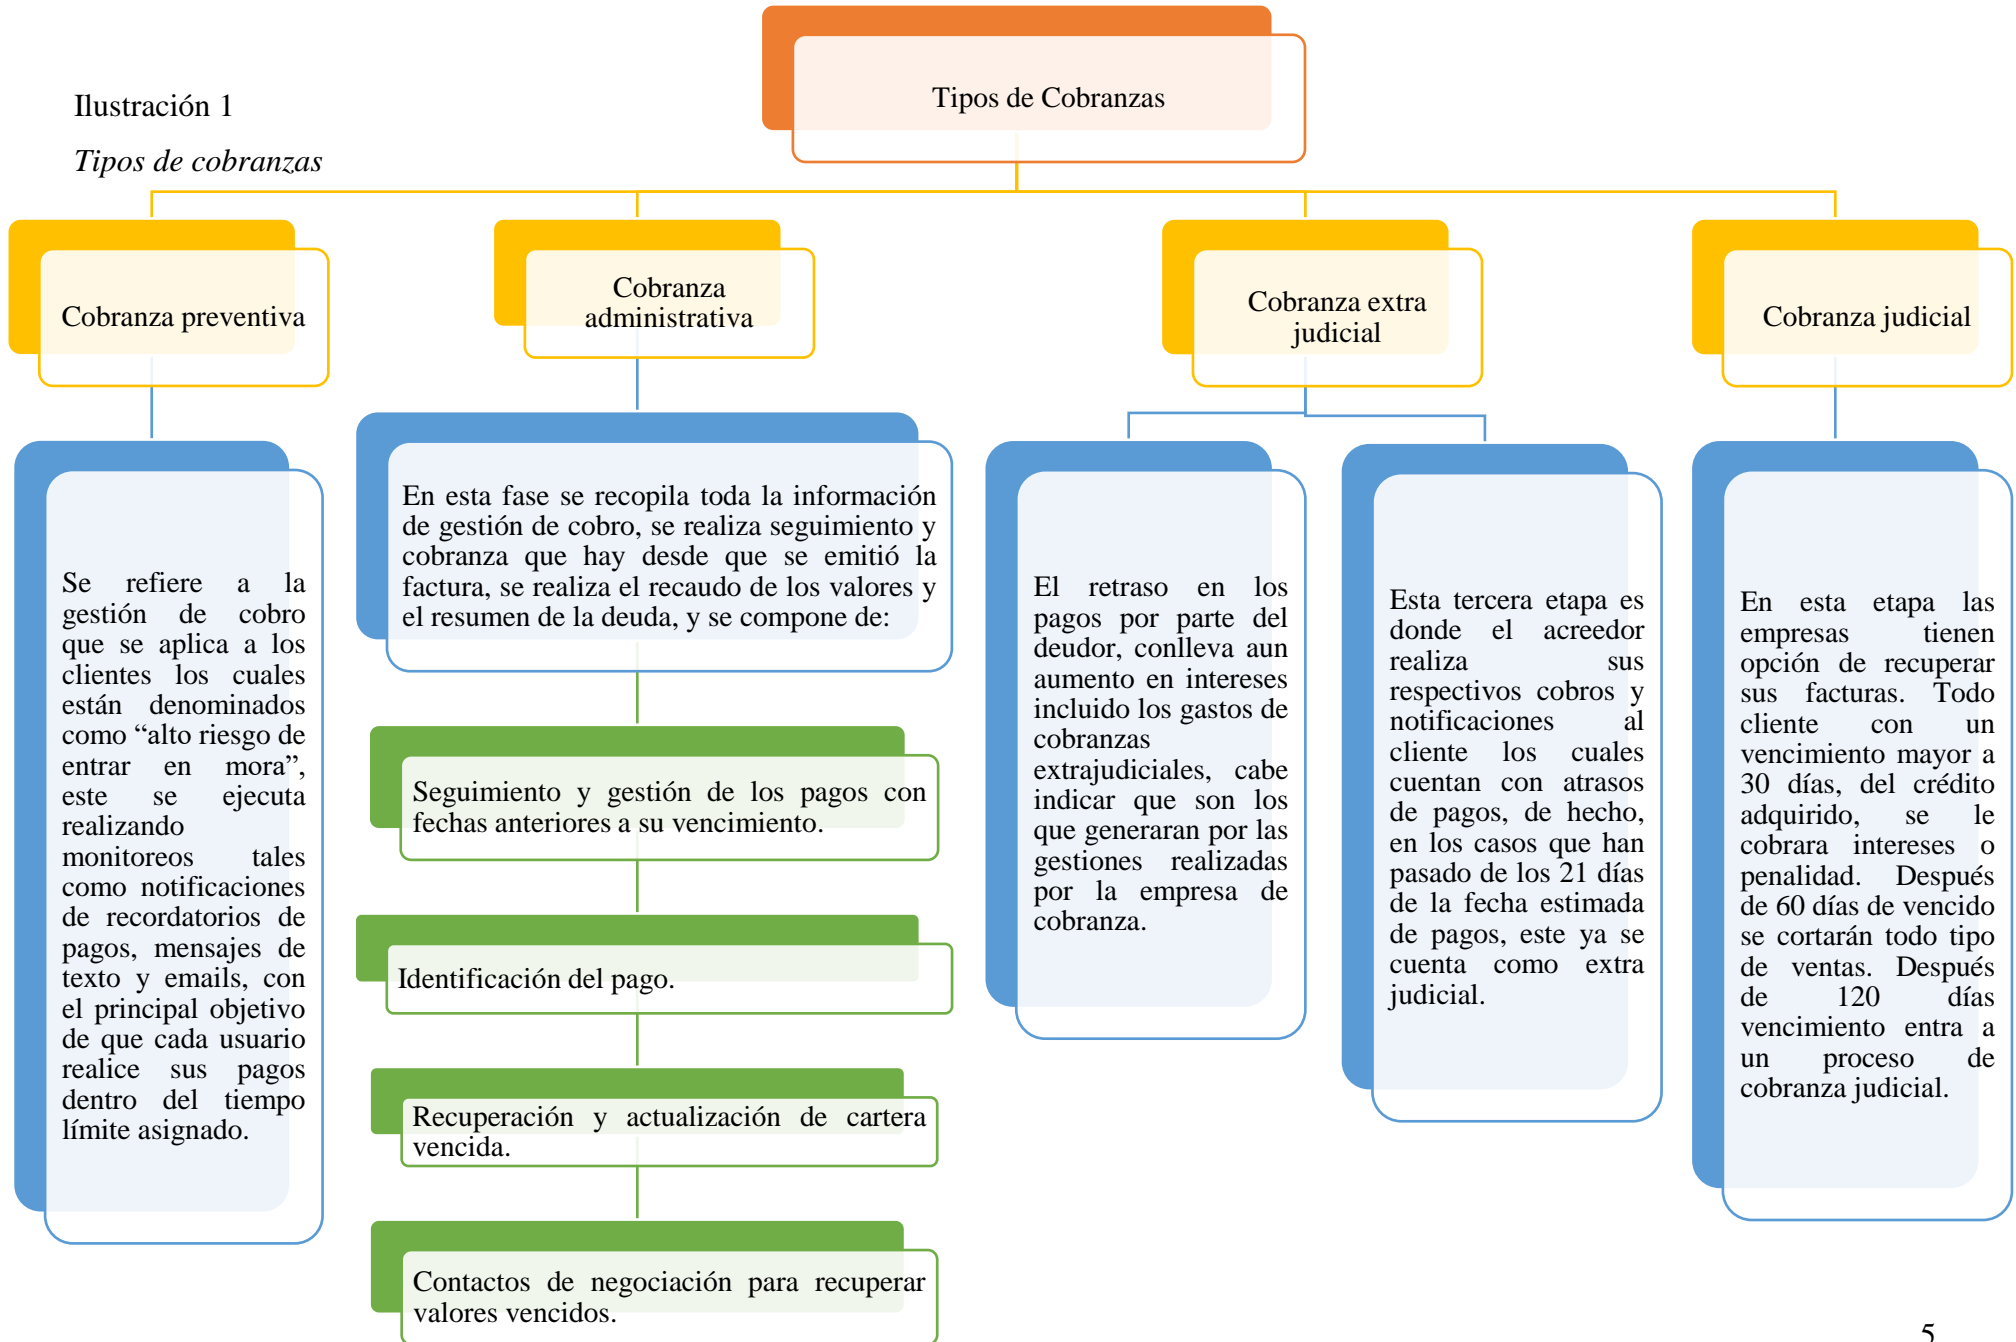 Ilustración 1
Tipos de cobranzas
Tipos de Cobranzas
Cobranza preventiva
Se refiere a la
gestión de cobro
que se aplica a los
clientes los cuales
están denominados
como “alto riesgo de
entrar en mora”,
este se ejecuta
realizando
monitoreos tales
como notificaciones
de recordatorios de
pagos, mensajes de
texto y emails, con
el principal objetivo
de que cada usuario
realice sus pagos
dentro del tiempo
límite asignado.
Cobranza
administrativa
En esta fase se recopila toda la información
de gestión de cobro, se realiza seguimiento y
cobranza que hay desde que se emitió la
factura, se realiza el recaudo de los valores y
el resumen de la deuda, y se compone de:
Seguimiento y gestión de los pagos con
fechas anteriores a su vencimiento.
Identificación del pago.
Recuperación y actualización de cartera
vencida.
Contactos de negociación para recuperar
valores vencidos.
Cobranza extra
judicial
El retraso en los
pagos por parte del
deudor, conlleva aun
aumento en intereses
incluido los gastos de
cobranzas
extrajudiciales, cabe
indicar que son los
que generaran por las
gestiones realizadas
por la empresa de
cobranza.
Esta tercera etapa es
donde el acreedor
realiza sus
respectivos cobros y
notificaciones al
cliente los cuales
cuentan con atrasos
de pagos, de hecho,
en los casos que han
pasado de los 21 días
de la fecha estimada
de pagos, este ya se
cuenta como extra
judicial.
Cobranza judicial
En esta etapa las
empresas tienen
opción de recuperar
sus facturas. Todo
cliente con un
vencimiento mayor a
30 días, del crédito
adquirido, se le
cobrara intereses o
penalidad. Después
de 60 días de vencido
se cortarán todo tipo
de ventas. Después
de 120 días
vencimiento entra a
un proceso de
cobranza judicial.
5